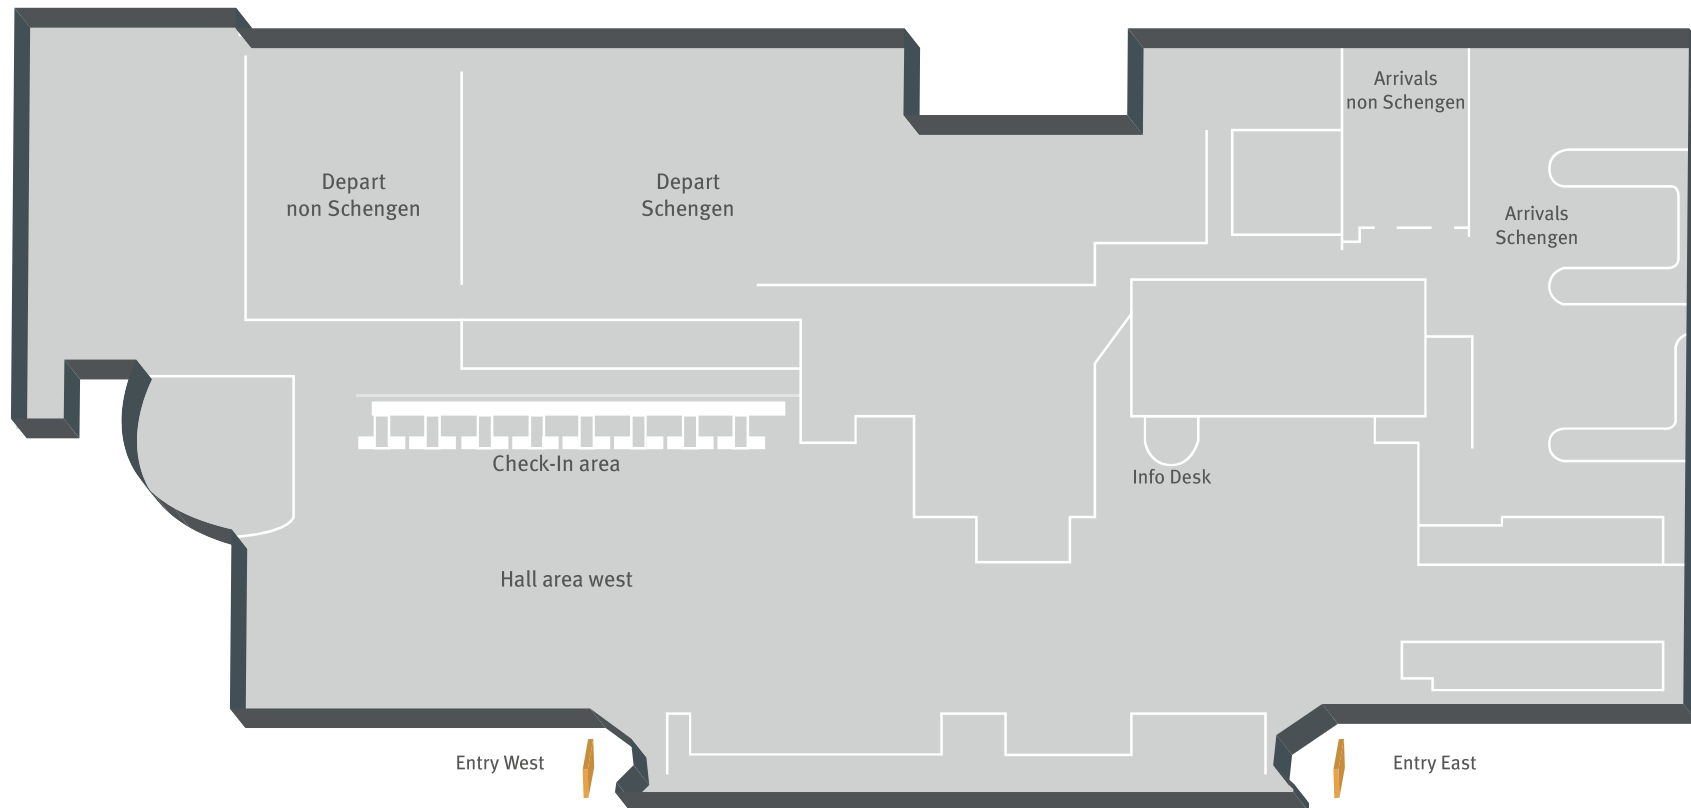 Arrivals
non Schengen
Depart
non Schengen
Depart
Schengen
Arrivals
Schengen
Check-In area
Info Desk
Hall area west
Entry West
Entry East